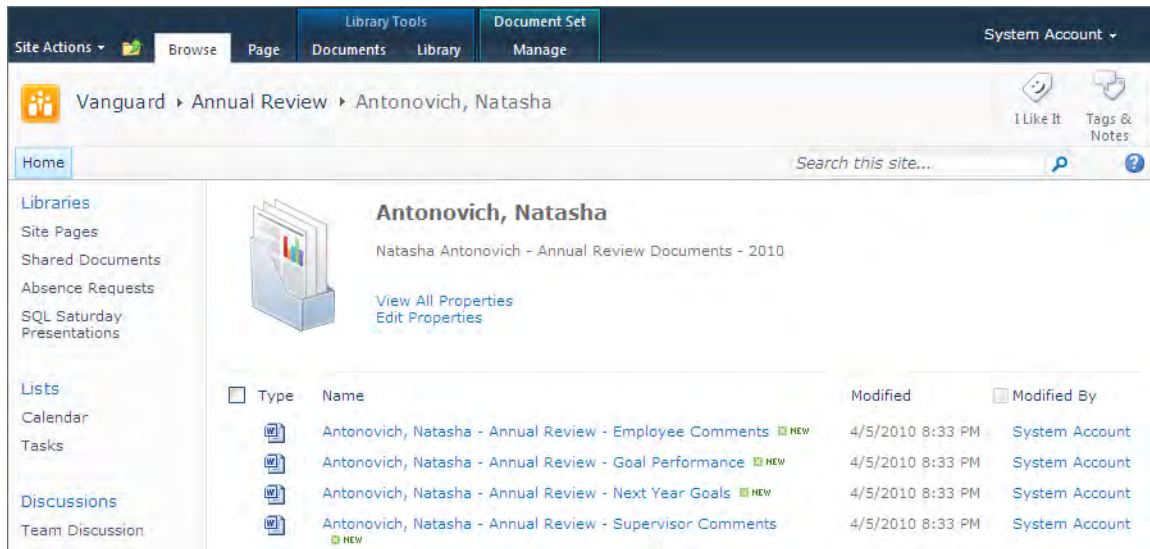 Library Tools Document Set
Site Actions Browse Page Documents Library Manage System Account
Vanguard Annual Review Antonovich, Natasha
I Like It Tags &
Notes
Home Search this site...
Libraries
Site Pages
Shared Documents
Absence Requests
SQL Saturday
Presentations
Lists
Calendar
Tasks
Discussions
Team Discussion
Antonovich, Natasha
Natasha Antonovich - Annual Review Documents - 2010
View All Properties
Edit Properties
Type Name Modified Modified By
Antonovich, Natasha - Annual Review - Employee Comments NEW 4/5/2010 8:33 PM System Account
Antonovich, Natasha - Annual Review - Goal Performance NEW 4/5/2010 8:33 PM System Account
Antonovich, Natasha - Annual Review - Next Year Goals NEW 4/5/2010 8:33 PM System Account
Antonovich, Natasha - Annual Review - Supervisor Comments 4/5/2010 8:33 PM System Account
NEW